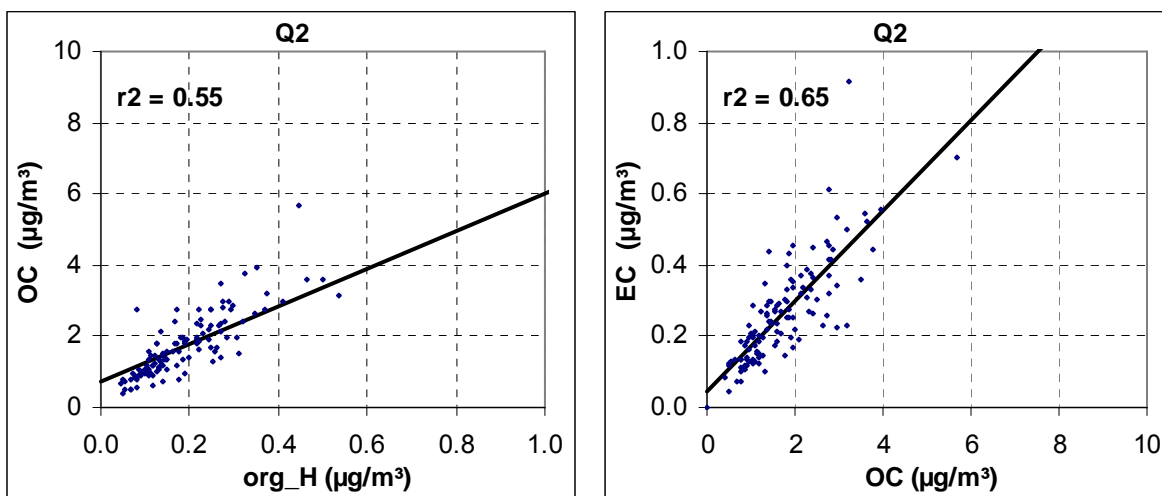 Q2
r2 = 0.55
OC (µg/m³)
10
8
6
4
2
0
0.0 0.2 0.4 0.6 0.8 1.0
org_H (µg/m³)
Q2
r2 = 0.65
EC (µg/m³)
1.0
0.8
0.6
0.4
0.2
0.0
0 2 4 6 8 10
OC (µg/m³)